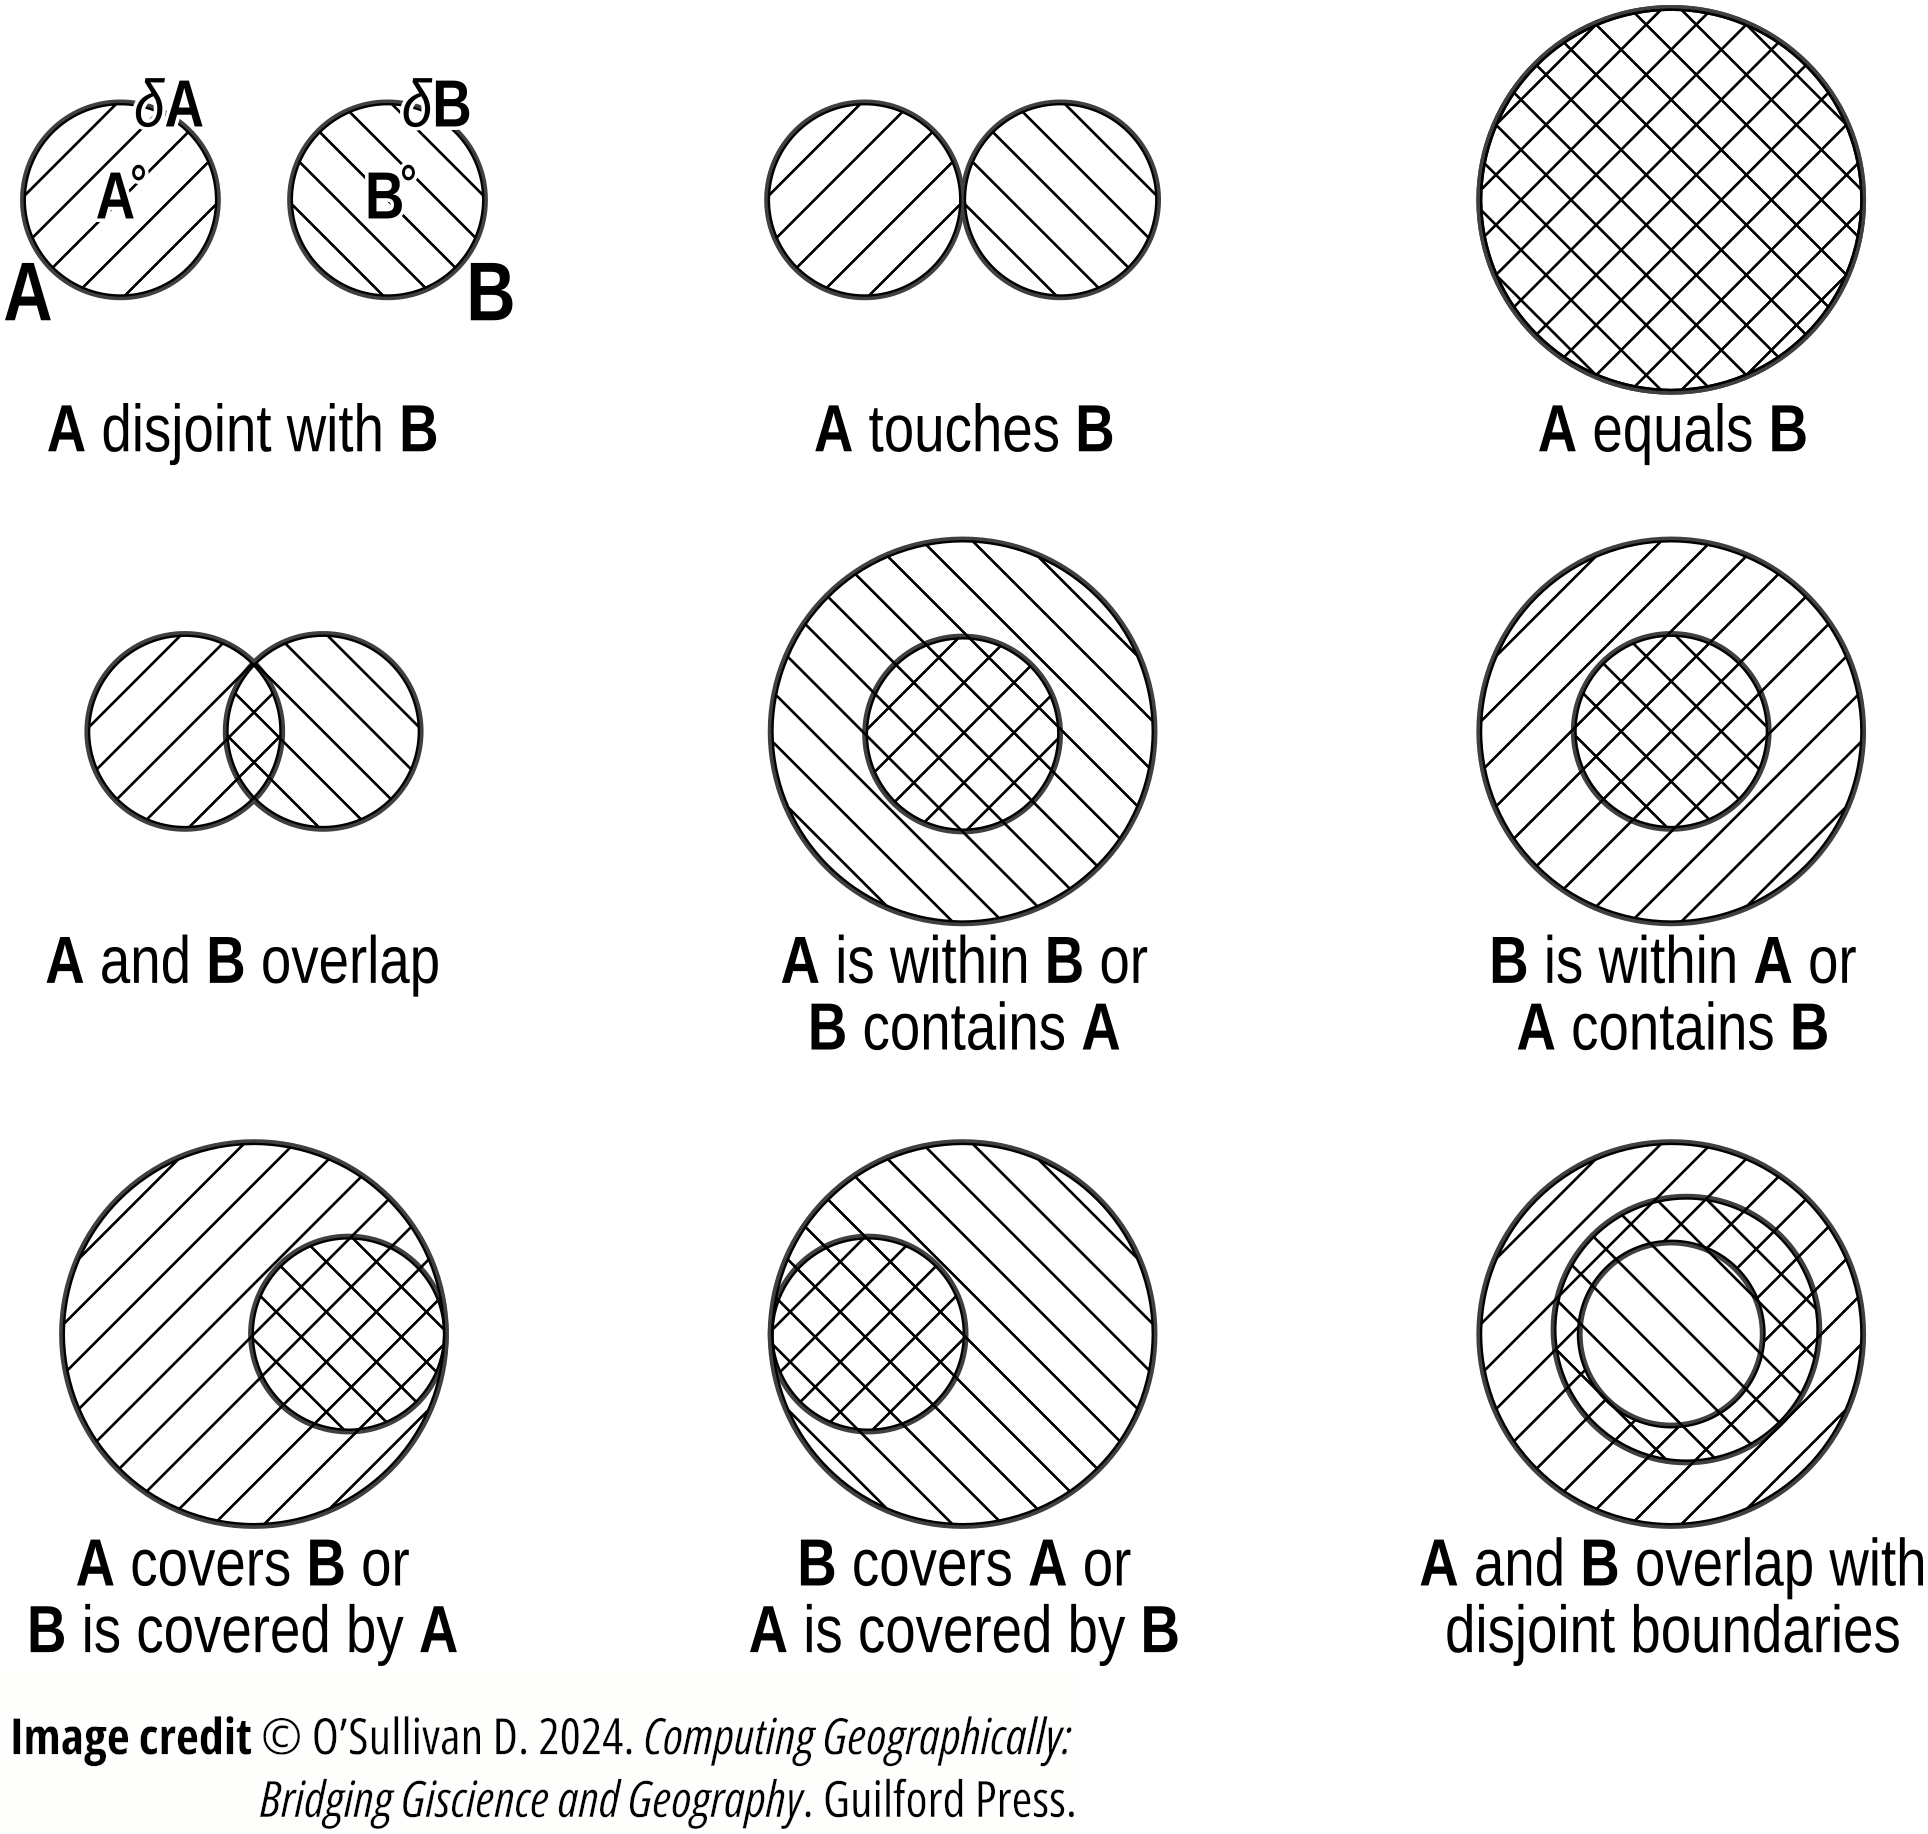 δA
δB
A°
B°
A
B
A disjoint with B
A touches B
A equals B
A and B overlap
A is within B or
B contains A
B is within A or
A contains B
A covers B or
B is covered by A
B covers A or
A is covered by B
A and B overlap with
disjoint boundaries
Image credit © O’Sullivan D. 2024. Computing Geographically:
Bridging Giscience and Geography. Guilford Press.